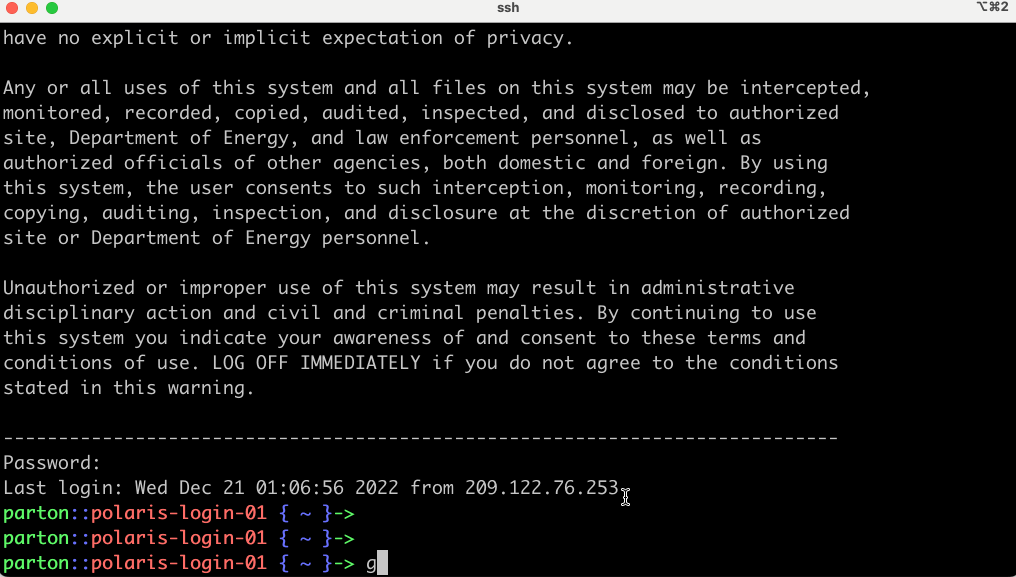 ssh
⌥⌘2
have no explicit or implicit expectation of privacy.
Any or all uses of this system and all files on this system may be intercepted,
monitored, recorded, copied, audited, inspected, and disclosed to authorized
site, Department of Energy, and law enforcement personnel, as well as
authorized officials of other agencies, both domestic and foreign. By using
this system, the user consents to such interception, monitoring, recording,
copying, auditing, inspection, and disclosure at the discretion of authorized
site or Department of Energy personnel.
Unauthorized or improper use of this system may result in administrative
disciplinary action and civil and criminal penalties. By continuing to use
this system you indicate your awareness of and consent to these terms and
conditions of use. LOG OFF IMMEDIATELY if you do not agree to the conditions
stated in this warning.
----------------------------------------------------------------------------
Password:
Last login: Wed Dec 21 01:06:56 2022 from 209.122.76.253
parton::polaris-login-01 { ~ }->
parton::polaris-login-01 { ~ }->
parton::polaris-login-01 { ~ }-> g